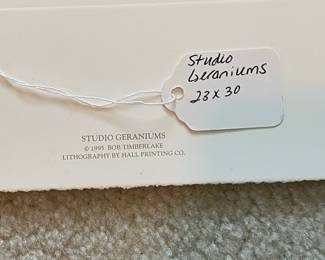 Studio
Geraniums
23 x 30
STUDIO GERANIUMS
© 1995 BOB TIMBERLAKE
LITHOGRAPHY BY HALL PRINTING CO.